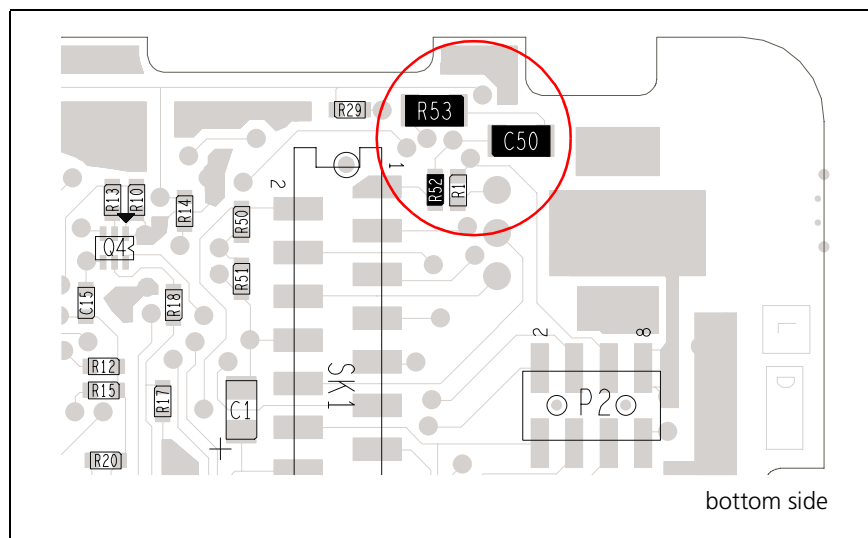 R29
R53
C50
1
2
R52
R1
R13
R10
R14
R50
Q4
R51
C15
R18
2
8
R12
R15
R17
C1
SK1
P2
R20
bottom side